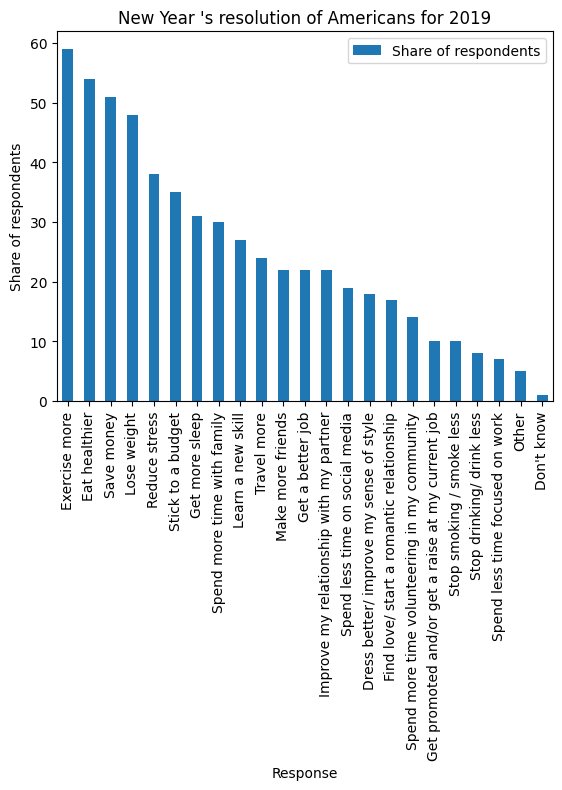 New Year 's resolution of Americans for 2019
Share of respondents
Share of respondents
60
50
40
30
20
10
0
Exercise more
Eat healthier
Save money
Lose weight
Reduce stress
Stick to a budget
Get more sleep
Spend more time with family
Learn a new skill
Travel more
Make more friends
Get a better job
Improve my relationship with my partner
Spend less time on social media
Dress better/ improve my sense of style
Find love/ start a romantic relationship
Spend more time volunteering in my community
Get promoted and/or get a raise at my current job
Stop smoking / smoke less
Stop drinking/ drink less
Spend less time focused on work
Other
Don't know
Response